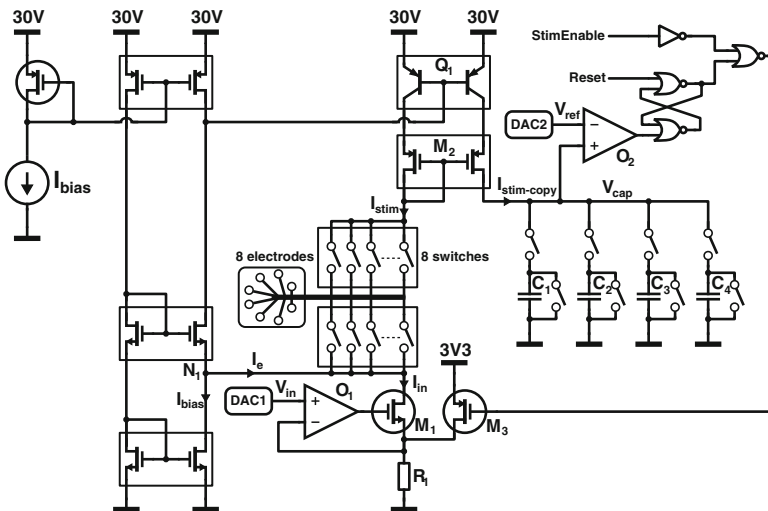 30V 30V 30V 30V 30V
StimEnable
Q1
Reset
DAC2 Vref
−
+
O2
M2
Ibias
Istim
Istim-copy
Vcap
8 electrodes
8 switches
C1 C2 C3 C4
N1
Ie
3V3
Ibias
Iin
DAC1 Vin
O1
+
−
M1
M3
R1